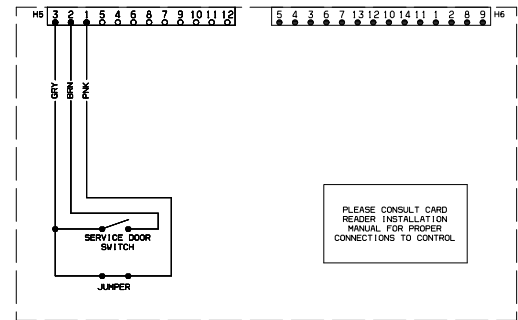 H5 3 2 1 5 4 6 8 7 9 10 11 12
5 4 3 6 7 13 12 10 14 11 1 2 8 9 H6
GRY
BRN
PNK
SERVICE DOOR
SWITCH
JUMPER
PLEASE CONSULT CARD
READER INSTALLATION
MANUAL FOR PROPER
CONNECTIONS TO CONTROL